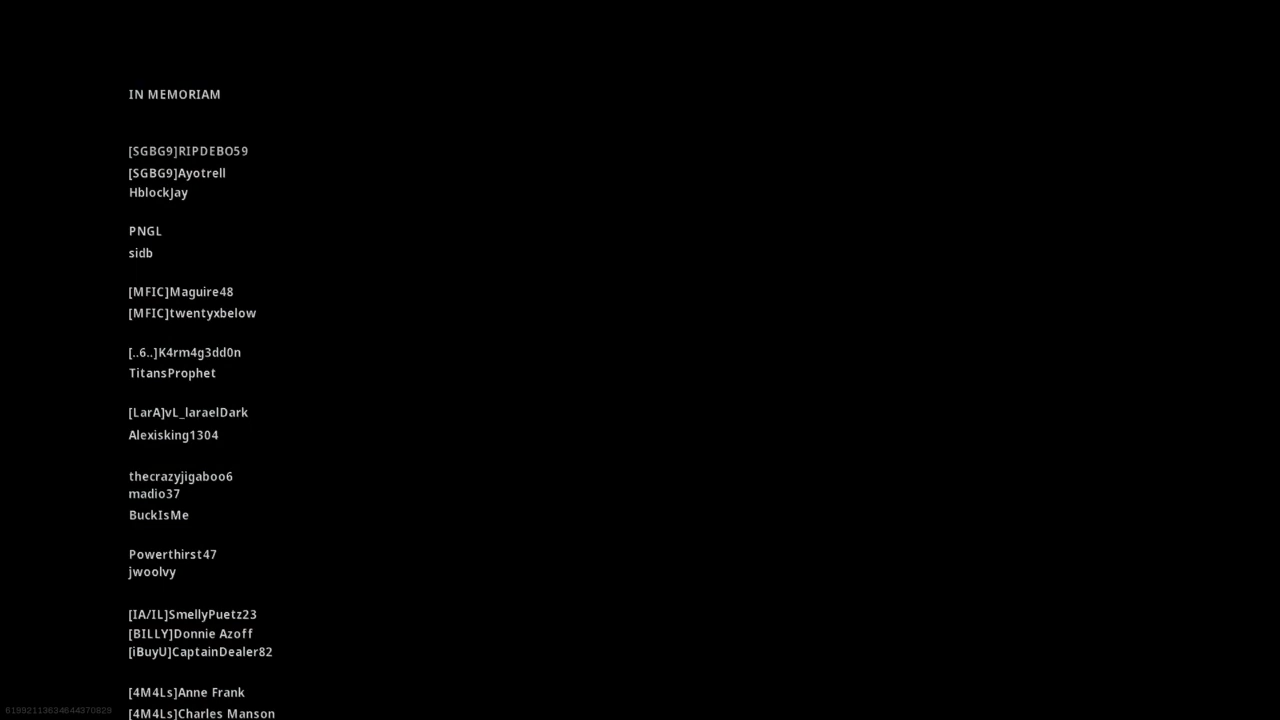 IN MEMORIAM
[SGBG9]RIPDEBO59
[SGBG9]Ayotrell
HblockJay
PNGL
sidb
[MFIC]Maguire48
[MFIC]twentyxbelow
[..6..]K4rm4g3dd0n
TitansProphet
[LarA]vL_laraelDark
Alexisking1304
thecrazyjigaboo6
madio37
BuckIsMe
Powerthirst47
jwoolvy
[IA/IL]SmellyPuetz23
[BILLY]Donnie Azoff
[iBuyU]CaptainDealer82
[4M4Ls]Anne Frank
[4M4Ls]Charles Manson